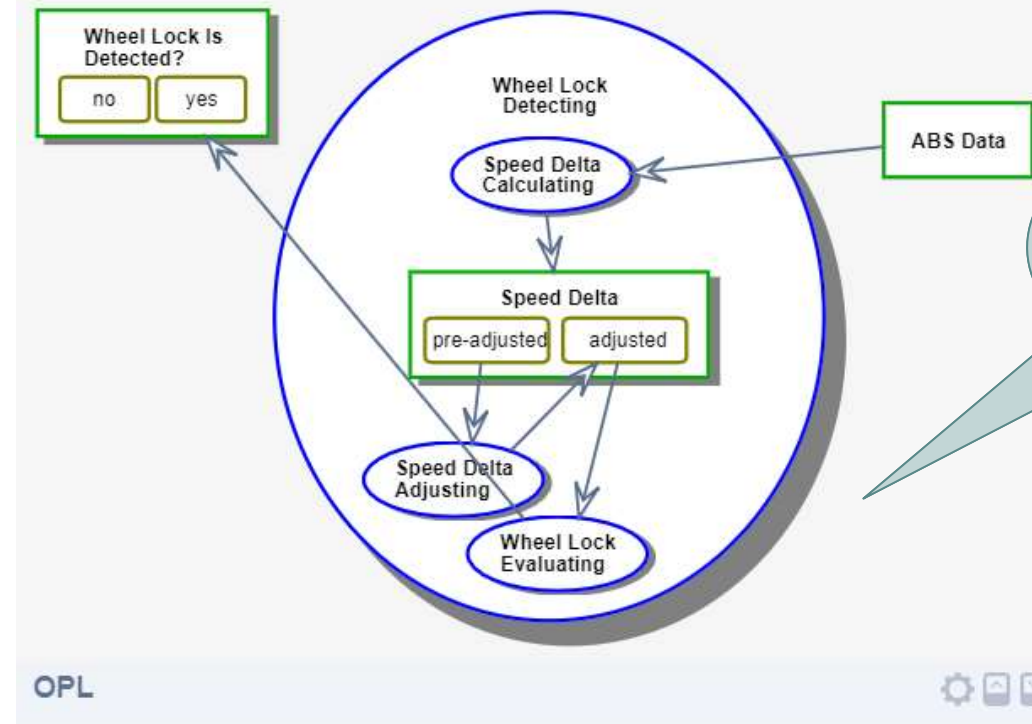 Wheel Lock Is
Detected?
no
yes
Wheel Lock
Detecting
Speed Delta
Calculating
ABS Data
Speed Delta
pre-adjusted
adjusted
Speed Delta
Adjusting
Wheel Lock
Evaluating
OPL